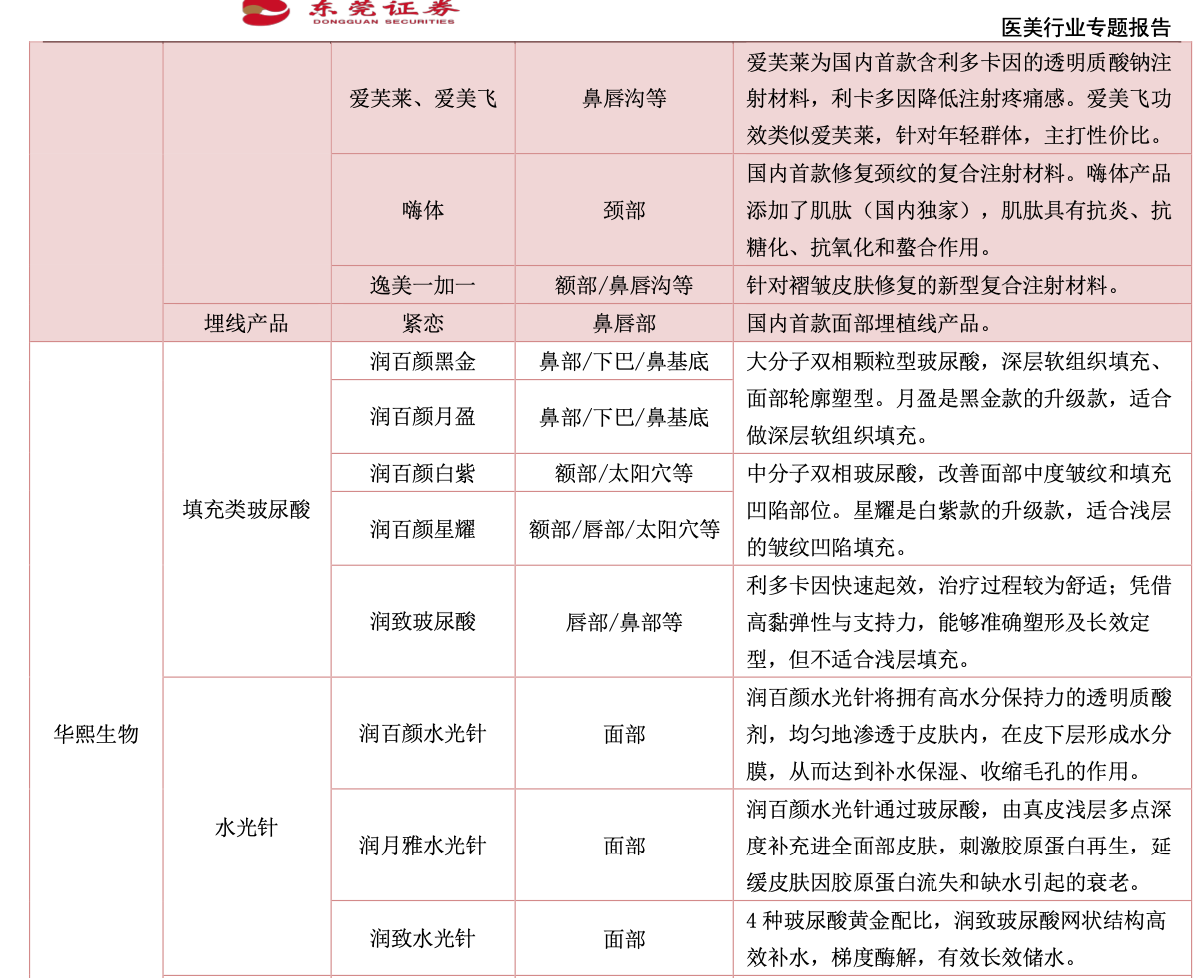 东莞证券
DONGGUAN SECURITIES
医美行业专题报告
爱芙莱、爱美飞
鼻唇沟等
爱芙莱为国内首款含利多卡因的透明质酸钠注
射材料，利卡多因降低注射疼痛感。爱美飞功
效类似爱芙莱，针对年轻群体，主打性价比。
嗨体
颈部
国内首款修复颈纹的复合注射材料。嗨体产品
添加了肌肽（国内独家），肌肽具有抗炎、抗
糖化、抗氧化和螯合作用。
逸美一加一
额部/鼻唇沟等
针对褶皱皮肤修复的新型复合注射材料。
埋线产品
紧恋
鼻唇部
国内首款面部埋植线产品。
华熙生物
填充类玻尿酸
润百颜黑金
鼻部/下巴/鼻基底
润百颜月盈
鼻部/下巴/鼻基底
大分子双相颗粒型玻尿酸，深层软组织填充、
面部轮廓塑型。月盈是黑金款的升级款，适合
做深层软组织填充。
润百颜白紫
额部/太阳穴等
润百颜星耀
额部/唇部/太阳穴等
中分子双相玻尿酸，改善面部中度皱纹和填充
凹陷部位。星耀是白紫款的升级款，适合浅层
的皱纹凹陷填充。
润致玻尿酸
唇部/鼻部等
利多卡因快速起效，治疗过程较为舒适；凭借
高黏弹性与支持力，能够准确塑形及长效定
型，但不适合浅层填充。
水光针
润百颜水光针
面部
润百颜水光针将拥有高水分保持力的透明质酸
剂，均匀地渗透于皮肤内，在皮下层形成水分
膜，从而达到补水保湿、收缩毛孔的作用。
润月雅水光针
面部
润百颜水光针通过玻尿酸，由真皮浅层多点深
度补充进全面部皮肤，刺激胶原蛋白再生，延
缓皮肤因胶原蛋白流失和缺水引起的衰老。
润致水光针
面部
4 种玻尿酸黄金配比，润致玻尿酸网状结构高
效补水，梯度酶解，有效长效储水。